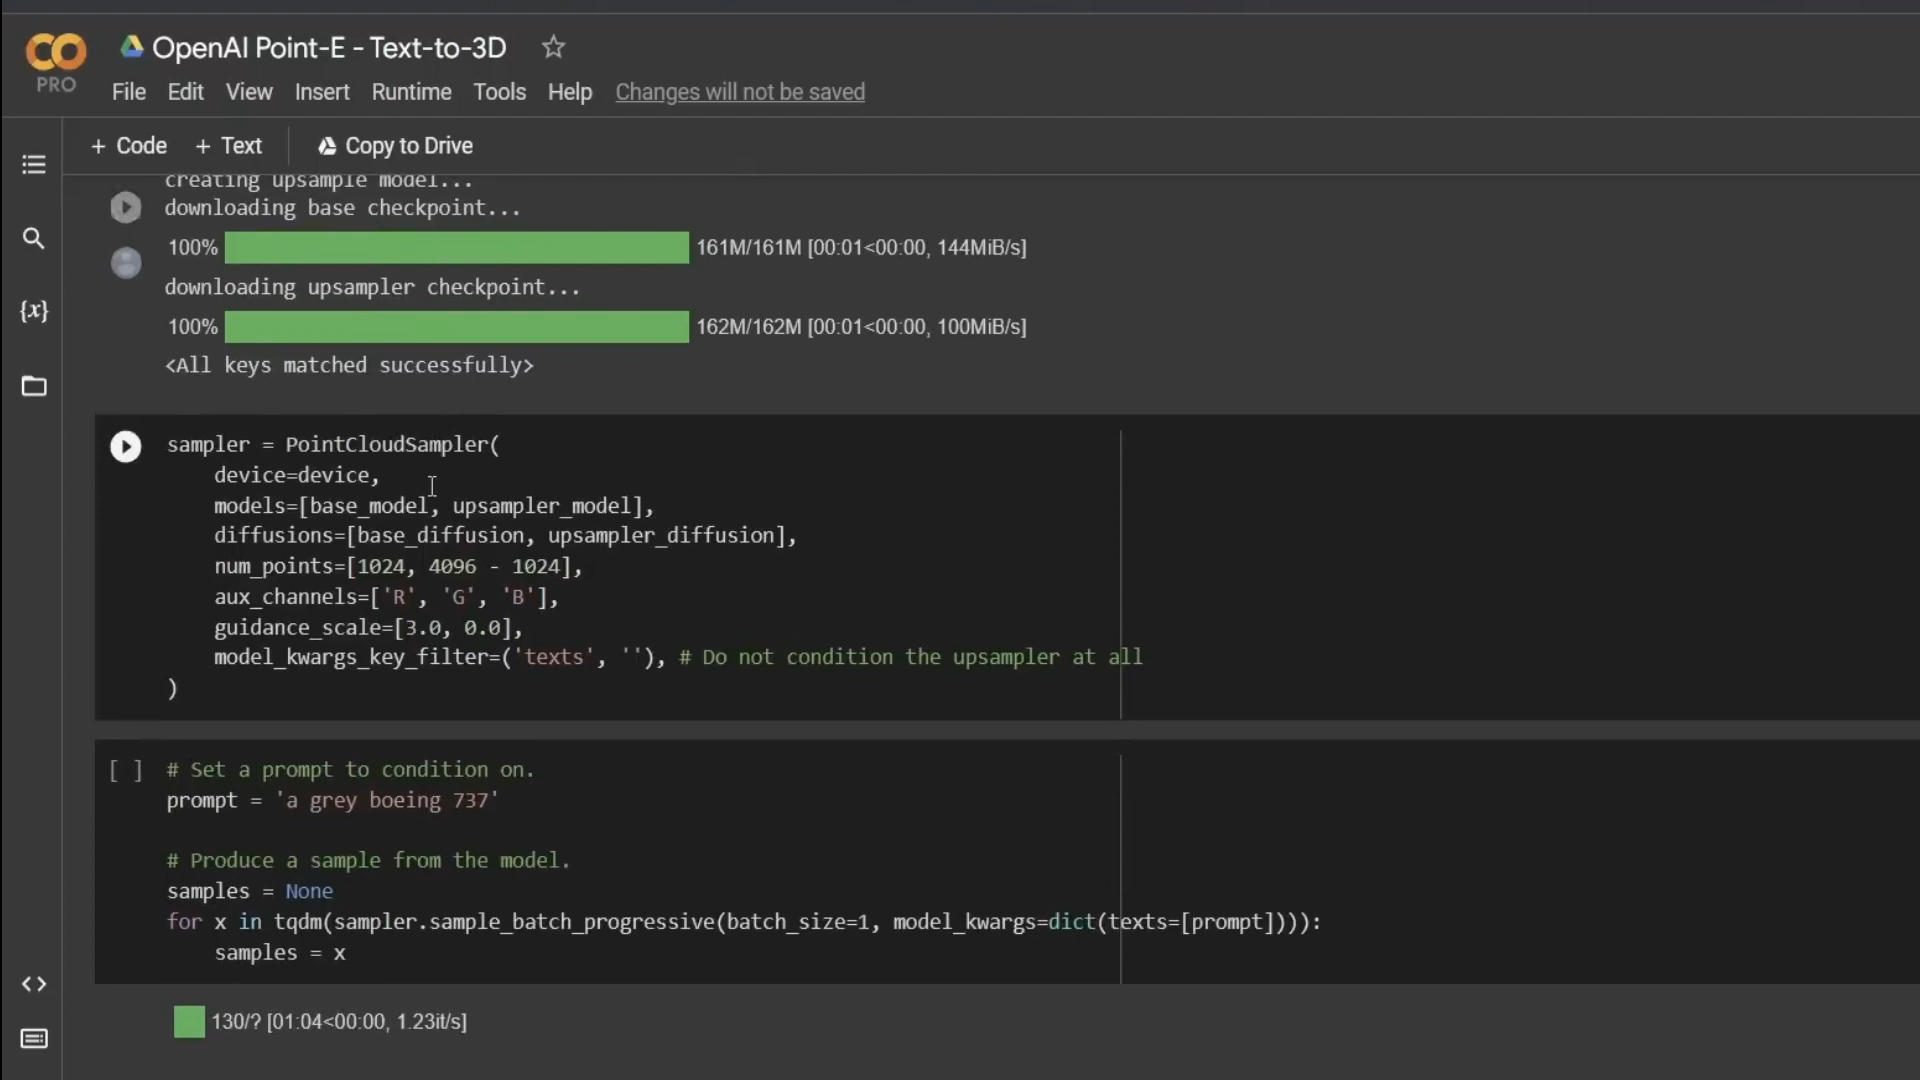 OpenAI Point-E - Text-to-3D
PRO
File Edit View Insert Runtime Tools Help Changes will not be saved
+ Code + Text Copy to Drive
creating upsample model...
downloading base checkpoint...
100% 161M/161M [00:01<00:00, 144MiB/s]
downloading upsampler checkpoint...
100% 162M/162M [00:01<00:00, 100MiB/s]
<All keys matched successfully>
sampler = PointCloudSampler(
device=device,
models=[base_model, upsampler_model],
diffusions=[base_diffusion, upsampler_diffusion],
num_points=[1024, 4096 - 1024],
aux_channels=['R', 'G', 'B'],
guidance_scale=[3.0, 0.0],
model_kwargs_key_filter=('texts', ''), # Do not condition the upsampler at all
)
[ ] # Set a prompt to condition on.
prompt = 'a grey boeing 737'
# Produce a sample from the model.
samples = None
for x in tqdm(sampler.sample_batch_progressive(batch_size=1, model_kwargs=dict(texts=[prompt]))):
samples = x
130/? [01:04<00:00, 1.23it/s]